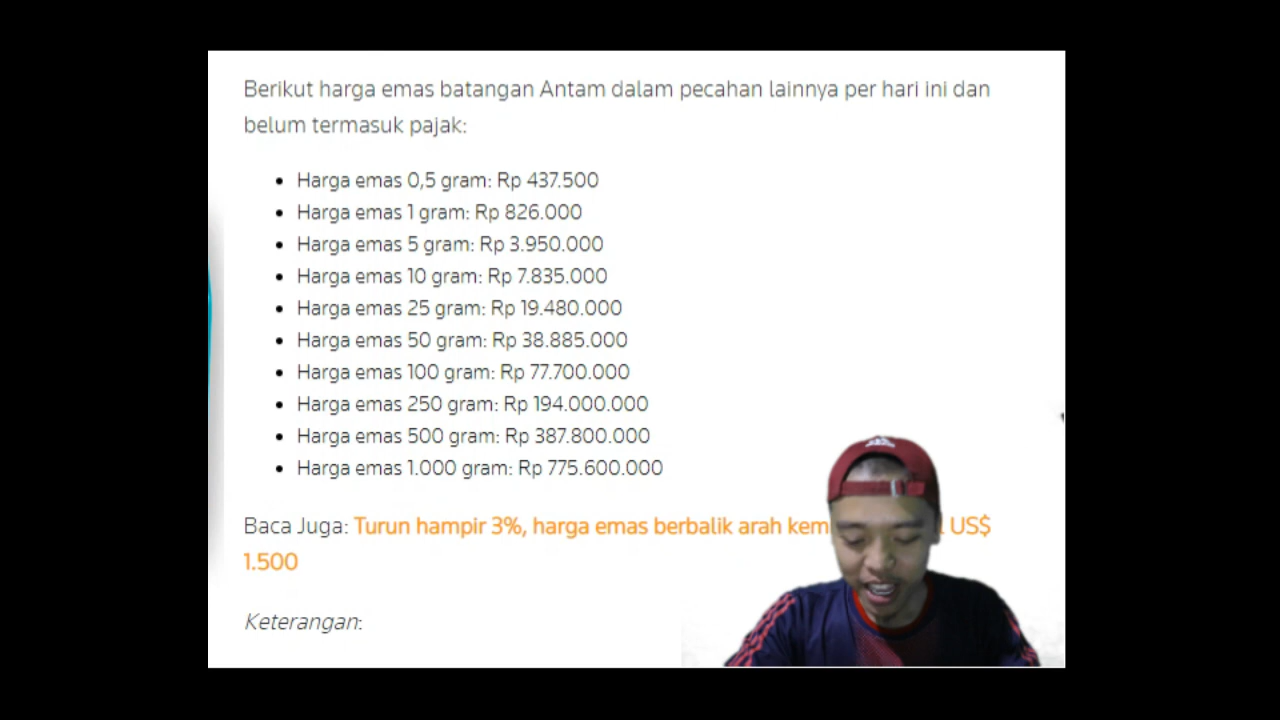 Berikut harga emas batangan Antam dalam pecahan lainnya per hari ini dan
belum termasuk pajak:
• Harga emas 0,5 gram: Rp 437.500
• Harga emas 1 gram: Rp 826.000
• Harga emas 5 gram: Rp 3.950.000
• Harga emas 10 gram: Rp 7.835.000
• Harga emas 25 gram: Rp 19.480.000
• Harga emas 50 gram: Rp 38.885.000
• Harga emas 100 gram: Rp 77.700.000
• Harga emas 250 gram: Rp 194.000.000
• Harga emas 500 gram: Rp 387.800.000
• Harga emas 1.000 gram: Rp 775.600.000
Baca Juga: Turun hampir 3%, harga emas berbalik arah US$
1.500
Keterangan: